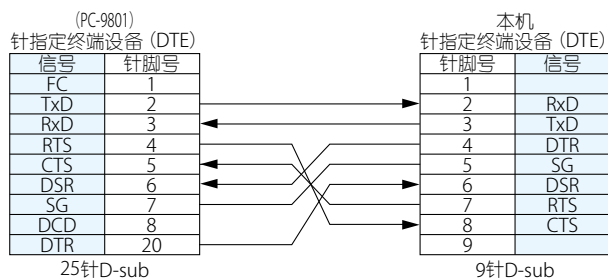 (PC-9801)
针指定终端设备 (DTE)
信号 针脚号
FC 1
TxD 2
RxD 3
RTS 4
CTS 5
DSR 6
SG 7
DCD 8
DTR 20
25针D-sub
本机
针指定终端设备 (DTE)
针脚号 信号
1
2 RxD
3 TxD
4 DTR
5 SG
6 DSR
7 RTS
8 CTS
9
9针D-sub